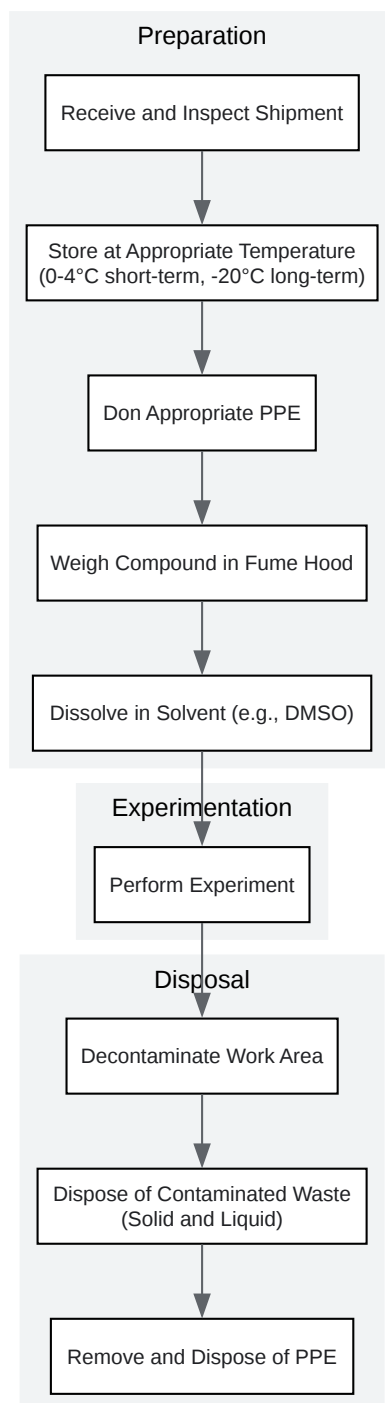 Preparation
Receive and Inspect Shipment
Store at Appropriate Temperature
(0-4°C short-term, -20°C long-term)
Don Appropriate PPE
Weigh Compound in Fume Hood
Dissolve in Solvent (e.g., DMSO)
Experimentation
Perform Experiment
Disposal
Decontaminate Work Area
Dispose of Contaminated Waste
(Solid and Liquid)
Remove and Dispose of PPE